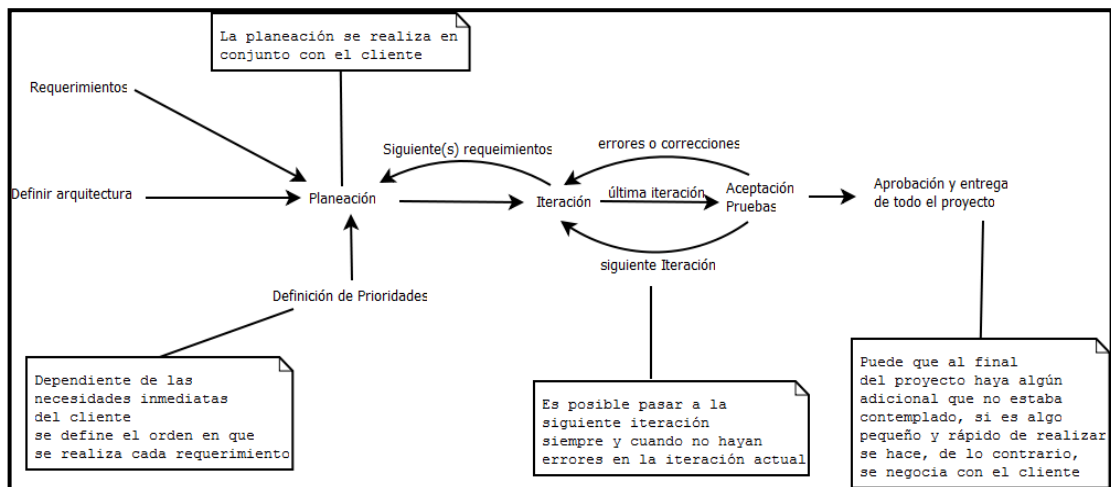 La planeación se realiza en
conjunto con el cliente
Requerimientos
Siguiente(s) requeimientos
errores o correcciones
Definir arquitectura
Planeación
Iteración
última iteración
Aceptación
Pruebas
Aprobación y entrega
de todo el proyecto
siguiente Iteración
Definición de Prioridades
Dependiente de las
necesidades inmediatas
del cliente
se define el orden en que
se realiza cada requerimiento
Es posible pasar a la
siguiente iteración
siempre y cuando no hayan
errores en la iteración actual
Puede que al final
del proyecto haya algún
adicional que no estaba
contemplado, si es algo
pequeño y rápido de realizar
se hace, de lo contrario,
se negocia con el cliente